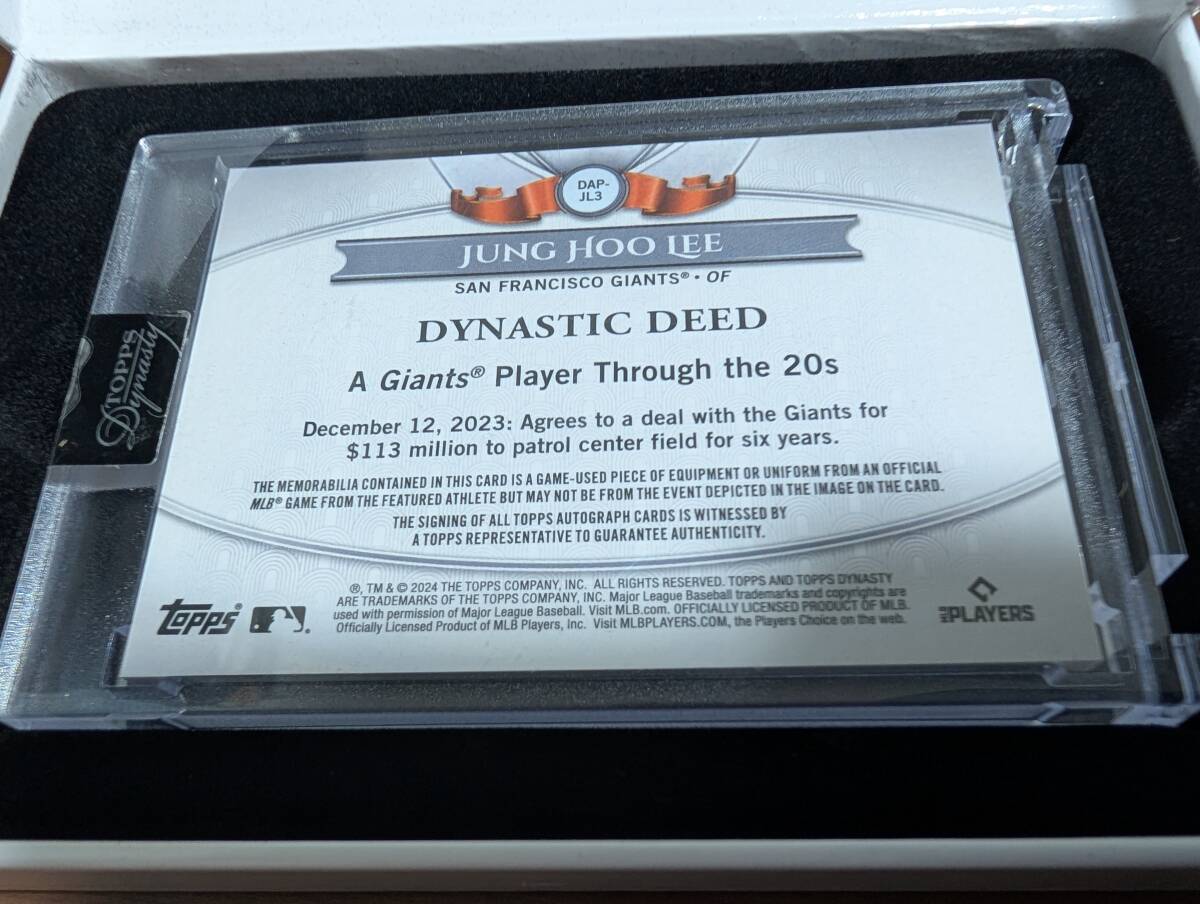 DAP-
JL3
JUNG HOO LEE
SAN FRANCISCO GIANTS® • OF
DYNASTIC DEED
A Giants® Player Through the 20s
December 12, 2023: Agrees to a deal with the Giants for
$113 million to patrol center field for six years.
THE MEMORABILIA CONTAINED IN THIS CARD IS A GAME-USED PIECE OF EQUIPMENT OR UNIFORM FROM AN OFFICIAL
MLB® GAME FROM THE FEATURED ATHLETE BUT MAY NOT BE FROM THE EVENT DEPICTED IN THE IMAGE ON THE CARD.
THE SIGNING OF ALL TOPPS AUTOGRAPH CARDS IS WITNESSED BY
A TOPPS REPRESENTATIVE TO GUARANTEE AUTHENTICITY.
®, TM & © 2024 THE TOPPS COMPANY, INC. ALL RIGHTS RESERVED. TOPPS AND TOPPS DYNASTY
ARE TRADEMARKS OF THE TOPPS COMPANY, INC. Major League Baseball trademarks and copyrights are
used with permission of Major League Baseball. Visit MLB.com. OFFICIALLY LICENSED PRODUCT OF MLB.
Officially Licensed Product of MLB Players, Inc. Visit MLBPLAYERS.COM, the Players Choice on the web.
topps®
MLB PLAYERS
TOPPS
Dynasty